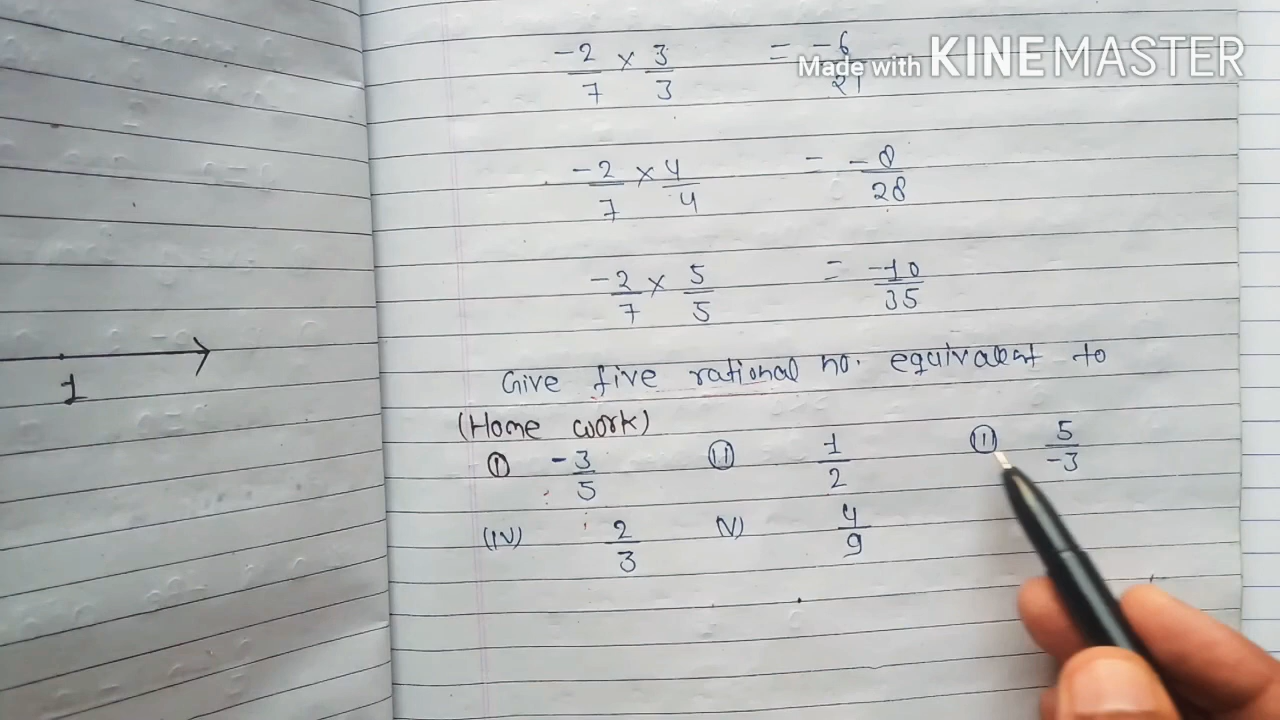 -2/7 × 3/3 = -6/21
Made with KINEMASTER
-2/7 × 4/4 = -8/28
-2/7 × 5/5 = -10/35
1
Give five rational no. equivalent to
(Home work)
(I) -3/5 (II) 1/2 (II) 5/-3
(IV) 2/3 (V) 4/9